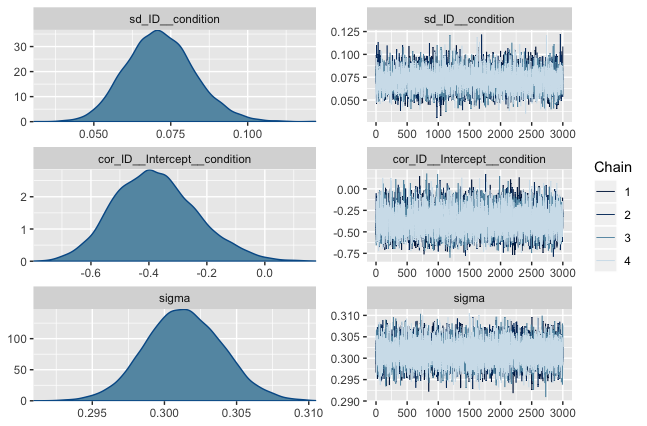 sd_ID__condition
30
20
10
0
0.050 0.075 0.100
sd_ID__condition
0.125
0.100
0.075
0.050
0 500 1000 1500 2000 2500 3000
cor_ID__Intercept__condition
2
1
0
-0.6 -0.4 -0.2 0.0
cor_ID__Intercept__condition
0.00
-0.25
-0.50
-0.75
0 500 1000 1500 2000 2500 3000
sigma
100
50
0
0.295 0.300 0.305 0.310
sigma
0.310
0.305
0.300
0.295
0.290
0 500 1000 1500 2000 2500 3000
Chain
1
2
3
4